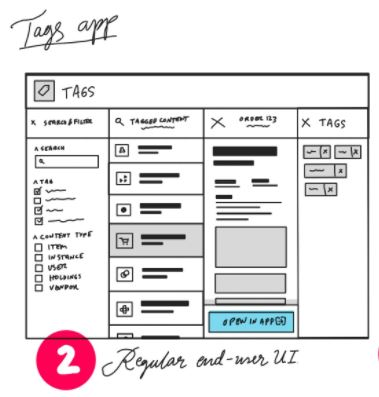 Tags app
TAGS
X SEARCH & FILTER
TAGGED CONTENT
X ORDER 123
X TAGS
^ SEARCH
^ TAG
^ CONTENT TYPE
ITEM
INSTANCE
USER
HOLDINGS
VENDOR
X
X
X
X
OPEN IN APP
2 Regular end-user UI